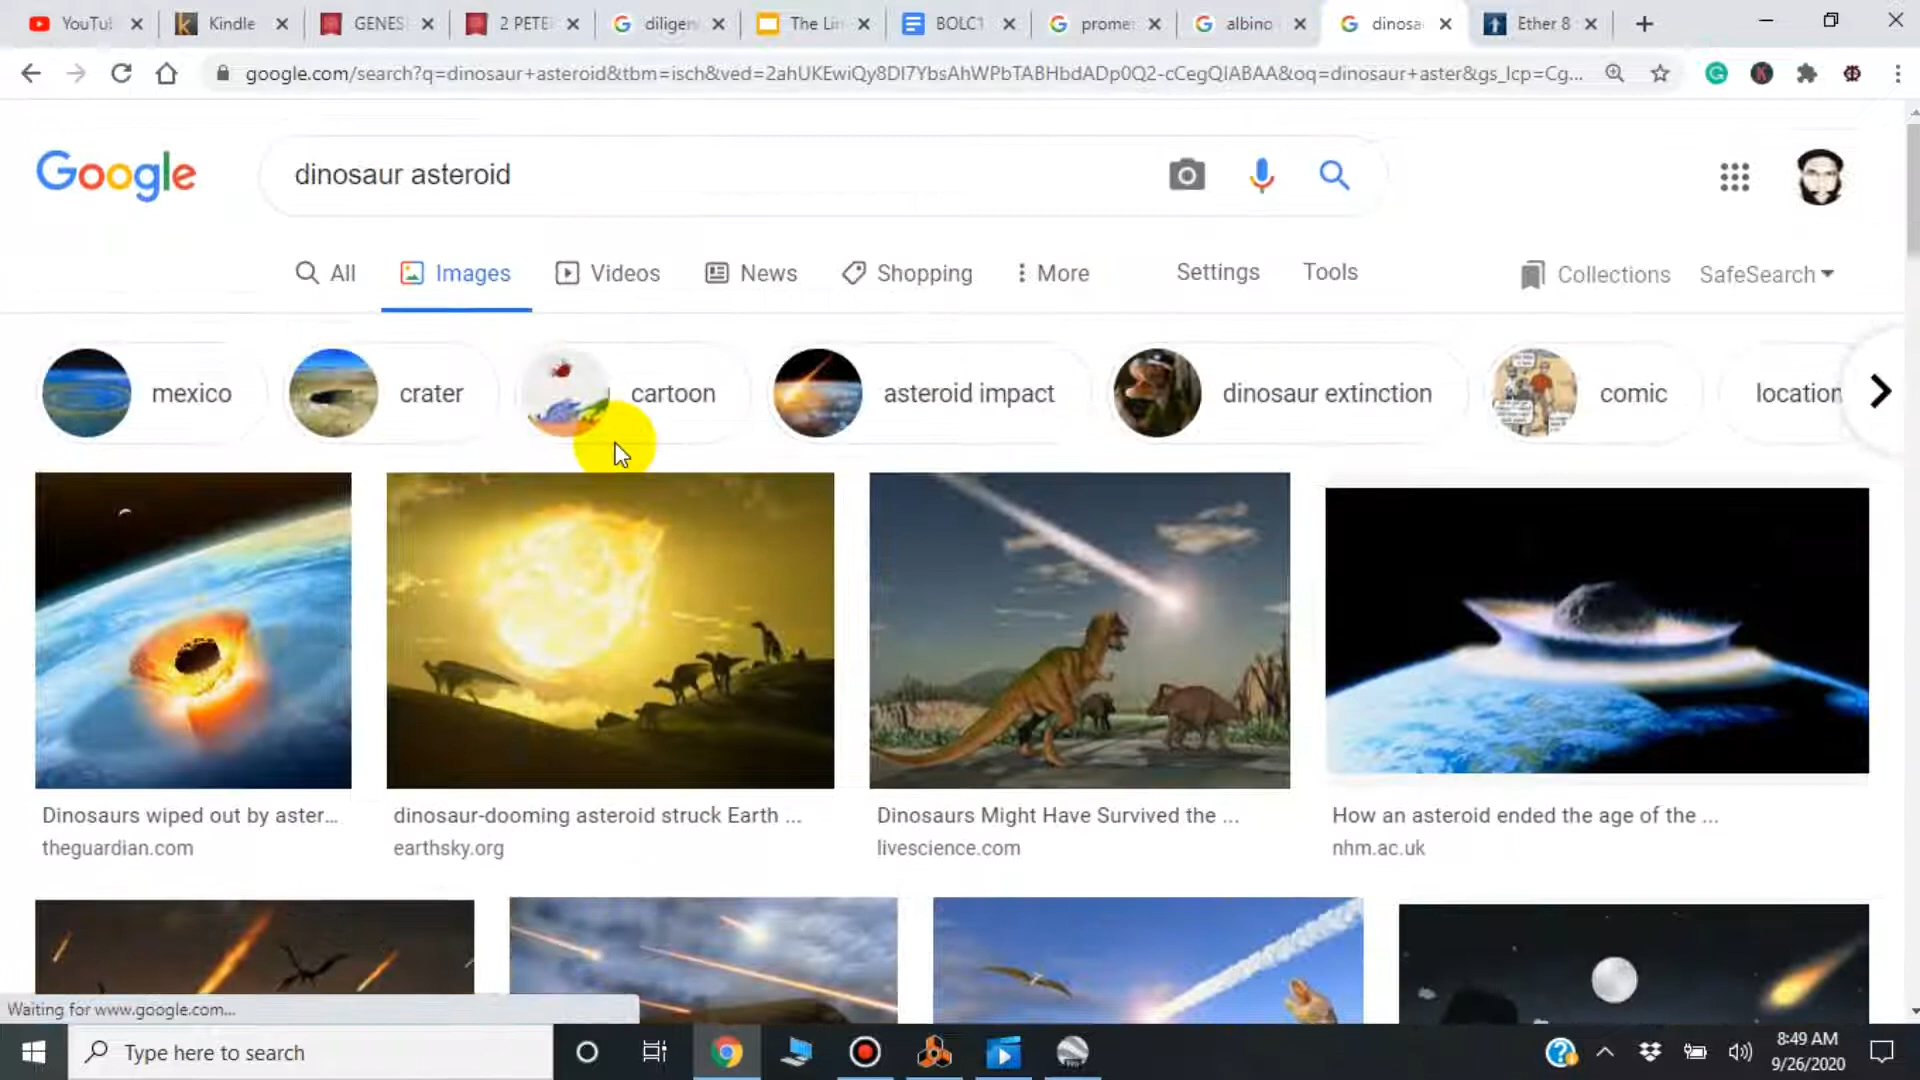 YouTu
Kindle
GENES
2 PETE
diligen
The Lin
BOLC1
prome
albino
dinosa
Ether 8
google.com/search?q=dinosaur+asteroid&tbm=isch&ved=2ahUKEwiQy8Dl7YbsAhWPbTABHbdADp0Q2-cCegQIABAA&oq=dinosaur+aster&gs_lcp=Cg...
Google
dinosaur asteroid
All
Images
Videos
News
Shopping
More
Settings
Tools
Collections
SafeSearch
mexico
crater
cartoon
asteroid impact
dinosaur extinction
comic
location
Dinosaurs wiped out by aster...
theguardian.com
dinosaur-dooming asteroid struck Earth ...
earthsky.org
Dinosaurs Might Have Survived the ...
livescience.com
How an asteroid ended the age of the ...
nhm.ac.uk
Waiting for www.google.com...
Type here to search
8:49 AM
9/26/2020